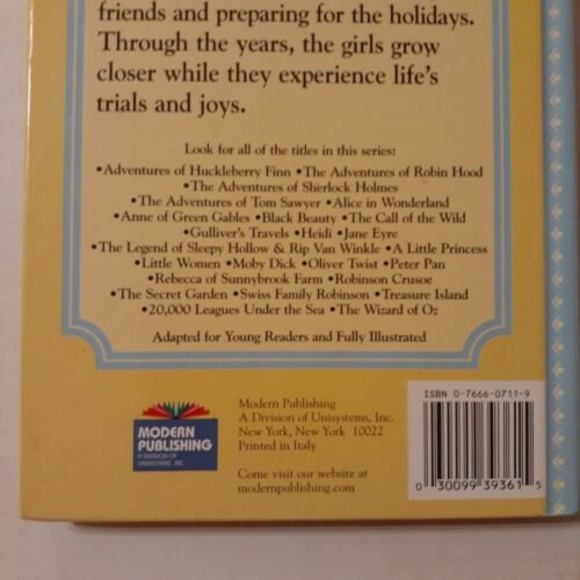 friends and preparing for the holidays.
Through the years, the girls grow
closer while they experience life's
trials and joys.
Look for all of the titles in this series:
•Adventures of Huckleberry Finn •The Adventures of Robin Hood
•The Adventures of Sherlock Holmes
•The Adventures of Tom Sawyer •Alice in Wonderland
•Anne of Green Gables •Black Beauty •The Call of the Wild
•Gulliver's Travels •Heidi •Jane Eyre
•The Legend of Sleepy Hollow & Rip Van Winkle •A Little Princess
•Little Women •Moby Dick •Oliver Twist •Peter Pan
•Rebecca of Sunnybrook Farm •Robinson Crusoe
•The Secret Garden •Swiss Family Robinson •Treasure Island
•20,000 Leagues Under the Sea •The Wizard of Oz
Adapted for Young Readers and Fully Illustrated
MODERN
PUBLISHING
A DIVISION OF
UNISYSTEMS, INC.
Modern Publishing
A Division of Unisystems, Inc.
New York, New York 10022
Printed in Italy
Come visit our website at
modernpublishing.com
ISBN 0-7666-0711-9
0 30099 39361 5